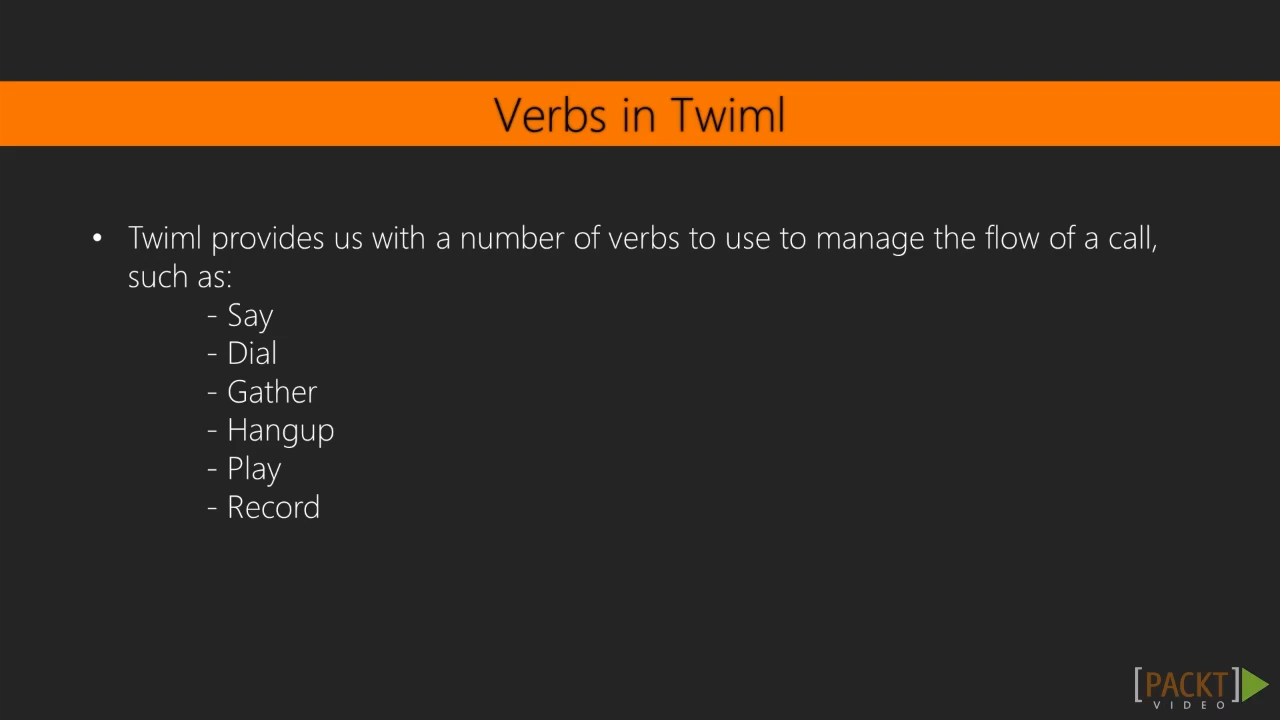 Verbs in Twiml
• Twiml provides us with a number of verbs to use to manage the flow of a call,
such as:
- Say
- Dial
- Gather
- Hangup
- Play
- Record
[PACKT]
VIDEO